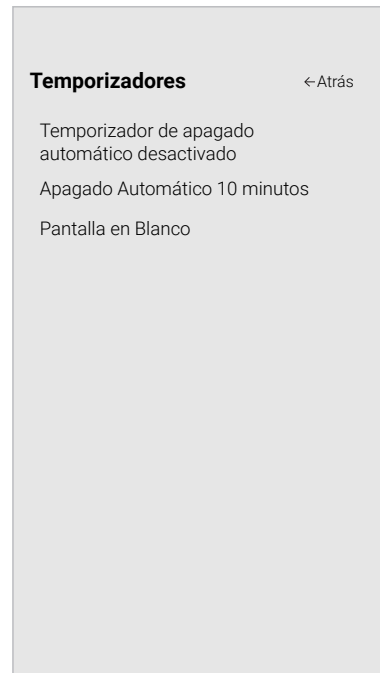 Temporizadores ←Atrás
Temporizador de apagado
automático desactivado
Apagado Automático 10 minutos
Pantalla en Blanco